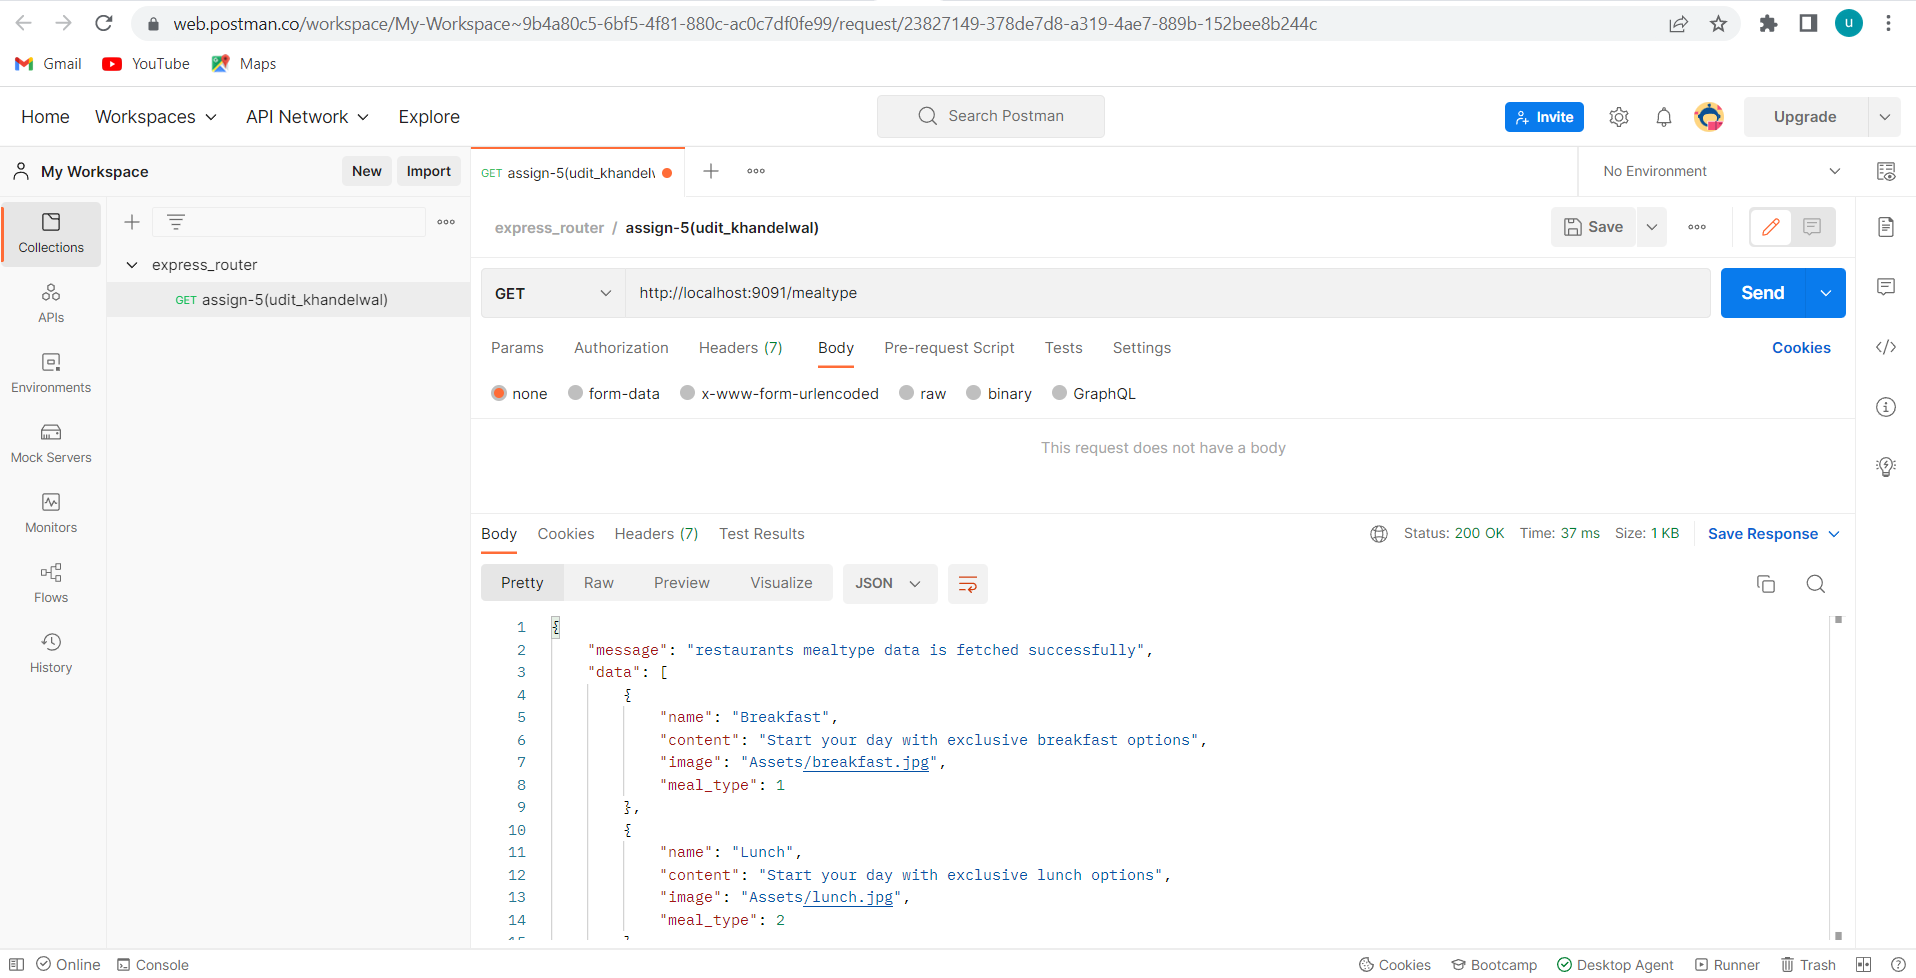 web.postman.co/workspace/My-Workspace~9b4a80c5-6bf5-4f81-880c-ac0c7df0fe99/request/23827149-378de7d8-a319-4ae7-889b-152bee8b244c
u
Gmail YouTube Maps
Home Workspaces API Network Explore
Search Postman
Invite
Upgrade
My Workspace
New Import
GET assign-5(udit_khandelw
No Environment
Collections
APIs
Environments
Mock Servers
Monitors
Flows
History
express_router
GET assign-5(udit_khandelwal)
express_router / assign-5(udit_khandelwal)
Save
GET http://localhost:9091/mealtype
Send
Params Authorization Headers (7) Body Pre-request Script Tests Settings
Cookies
none form-data x-www-form-urlencoded raw binary GraphQL
This request does not have a body
Body Cookies Headers (7) Test Results
Status: 200 OK Time: 37 ms Size: 1 KB Save Response
Pretty Raw Preview Visualize JSON
1 {
2 "message": "restaurants mealtype data is fetched successfully",
3 "data": [
4 {
5 "name": "Breakfast",
6 "content": "Start your day with exclusive breakfast options",
7 "image": "Assets/breakfast.jpg",
8 "meal_type": 1
9 },
10 {
11 "name": "Lunch",
12 "content": "Start your day with exclusive lunch options",
13 "image": "Assets/lunch.jpg",
14 "meal_type": 2
Online Console
Cookies Bootcamp Desktop Agent Runner Trash